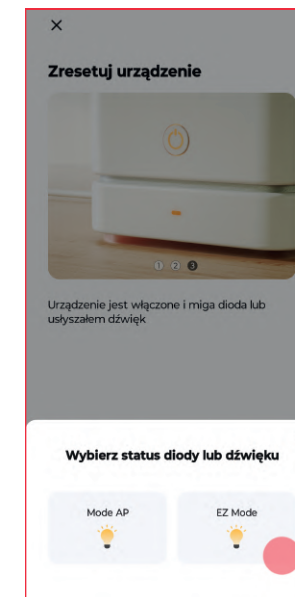 Zresetuj urządzenie
1 2 3
Urządzenie jest włączone i miga dioda lub
usłyszałem dźwięk
Wybierz status diody lub dźwięku
Mode AP EZ Mode